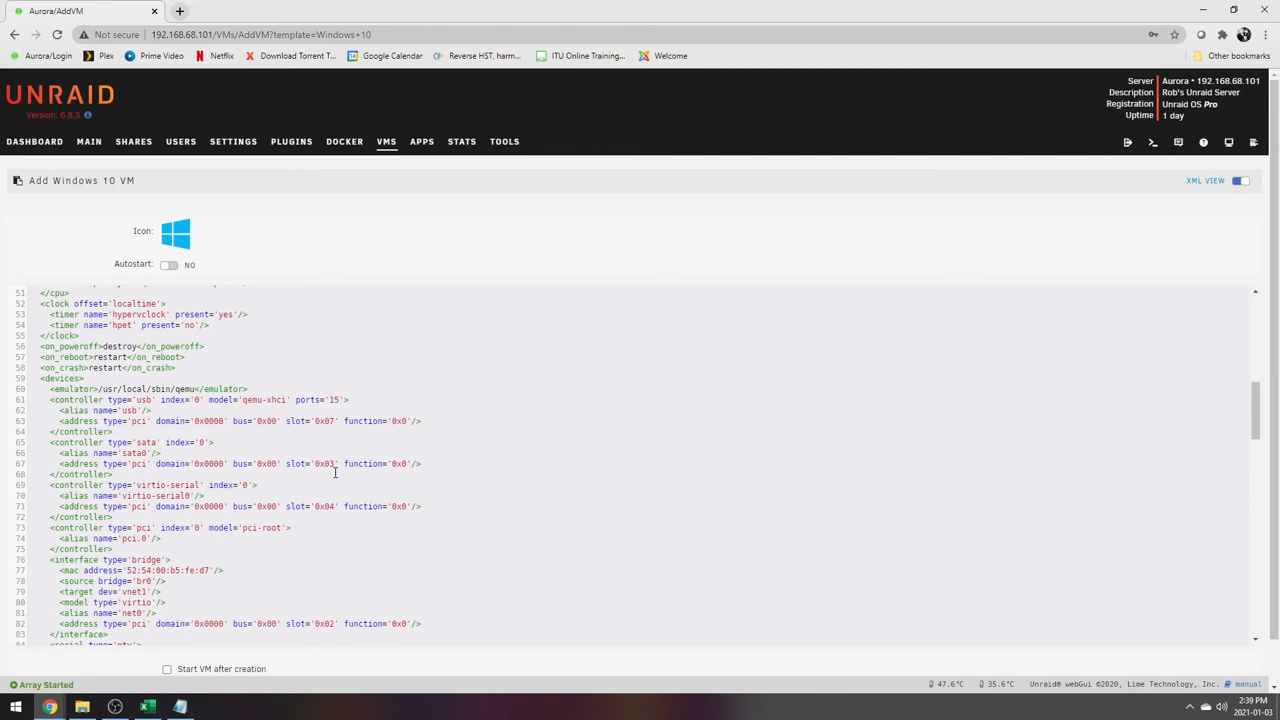 Aurora/AddVM
Not secure 192.168.68.101/VMs/AddVM?template=Windows+10
Aurora/Login Plex Prime Video Netflix Download Torrent T... Google Calendar Reverse HST, harm... ITU Online Training... Welcome Other bookmarks
UNRAID
Version: 6.8.3
Server Aurora • 192.168.68.101
Description Rob's Unraid Server
Registration Unraid OS Pro
Uptime 1 day
DASHBOARD MAIN SHARES USERS SETTINGS PLUGINS DOCKER VMS APPS STATS TOOLS
Add Windows 10 VM XML VIEW
Icon:
Autostart: NO
51 </cpu>
52 <clock offset='localtime'>
53 <timer name='hypervclock' present='yes'/>
54 <timer name='hpet' present='no'/>
55 </clock>
56 <on_poweroff>destroy</on_poweroff>
57 <on_reboot>restart</on_reboot>
58 <on_crash>restart</on_crash>
59 <devices>
60 <emulator>/usr/local/sbin/qemu</emulator>
61 <controller type='usb' index='0' model='qemu-xhci' ports='15'>
62 <alias name='usb'/>
63 <address type='pci' domain='0x0000' bus='0x00' slot='0x07' function='0x0'/>
64 </controller>
65 <controller type='sata' index='0'>
66 <alias name='sata0'/>
67 <address type='pci' domain='0x0000' bus='0x00' slot='0x03' function='0x0'/>
68 </controller>
69 <controller type='virtio-serial' index='0'>
70 <alias name='virtio-serial0'/>
71 <address type='pci' domain='0x0000' bus='0x00' slot='0x04' function='0x0'/>
72 </controller>
73 <controller type='pci' index='0' model='pci-root'>
74 <alias name='pci.0'/>
75 </controller>
76 <interface type='bridge'>
77 <mac address='52:54:00:b5:fe:d7'/>
78 <source bridge='br0'/>
79 <target dev='vnet1'/>
80 <model type='virtio'/>
81 <alias name='net0'/>
82 <address type='pci' domain='0x0000' bus='0x00' slot='0x02' function='0x0'/>
83 </interface>
84 <serial type='pty'>
Start VM after creation
Array Started 47.6°C 35.6°C Unraid® webGui ©2020, Lime Technology, Inc. manual
2:39 PM
2021-01-03